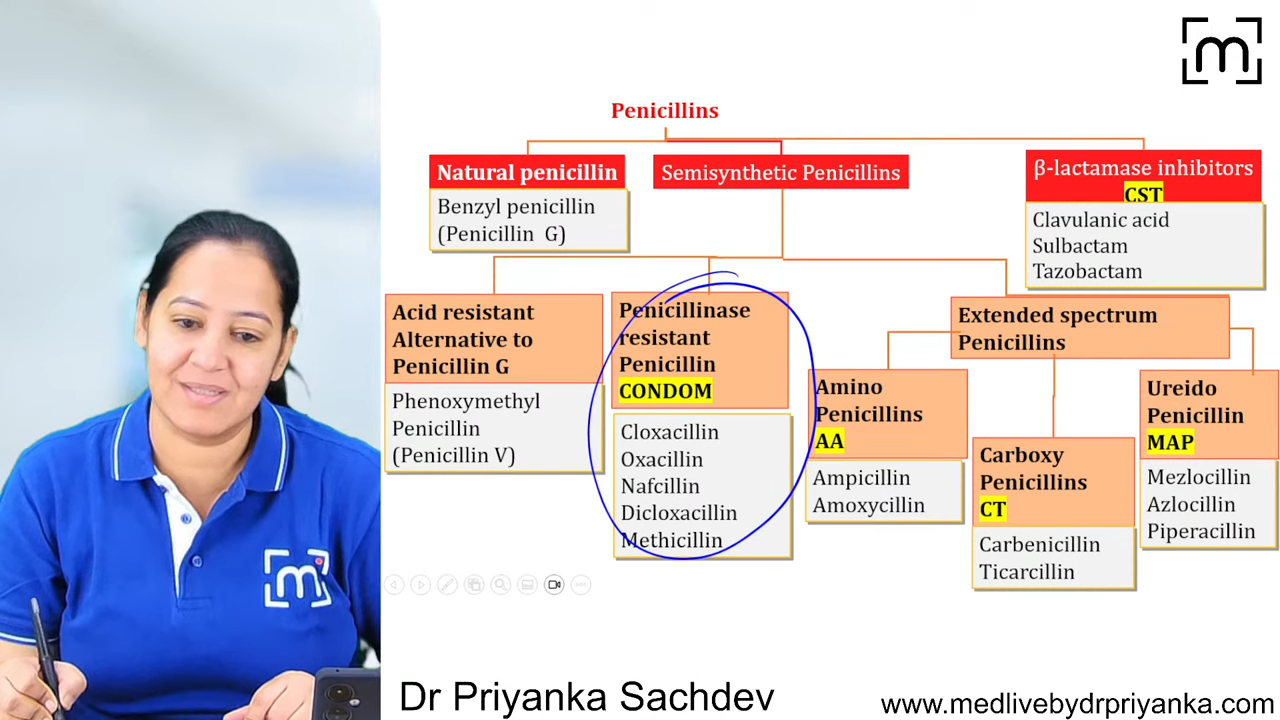 m
Penicillins
Natural penicillin
Benzyl penicillin
(Penicillin G)
Semisynthetic Penicillins
β-lactamase inhibitors
CST
Clavulanic acid
Sulbactam
Tazobactam
Acid resistant
Alternative to
Penicillin G
Phenoxymethyl
Penicillin
(Penicillin V)
Penicillinase
resistant
Penicillin
CONDOM
Cloxacillin
Oxacillin
Nafcillin
Dicloxacillin
Methicillin
Extended spectrum
Penicillins
Amino
Penicillins
AA
Ampicillin
Amoxycillin
Carboxy
Penicillins
CT
Carbenicillin
Ticarcillin
Ureido
Penicillin
MAP
Mezlocillin
Azlocillin
Piperacillin
m
Dr Priyanka Sachdev
www.medlivebydrpriyanka.com